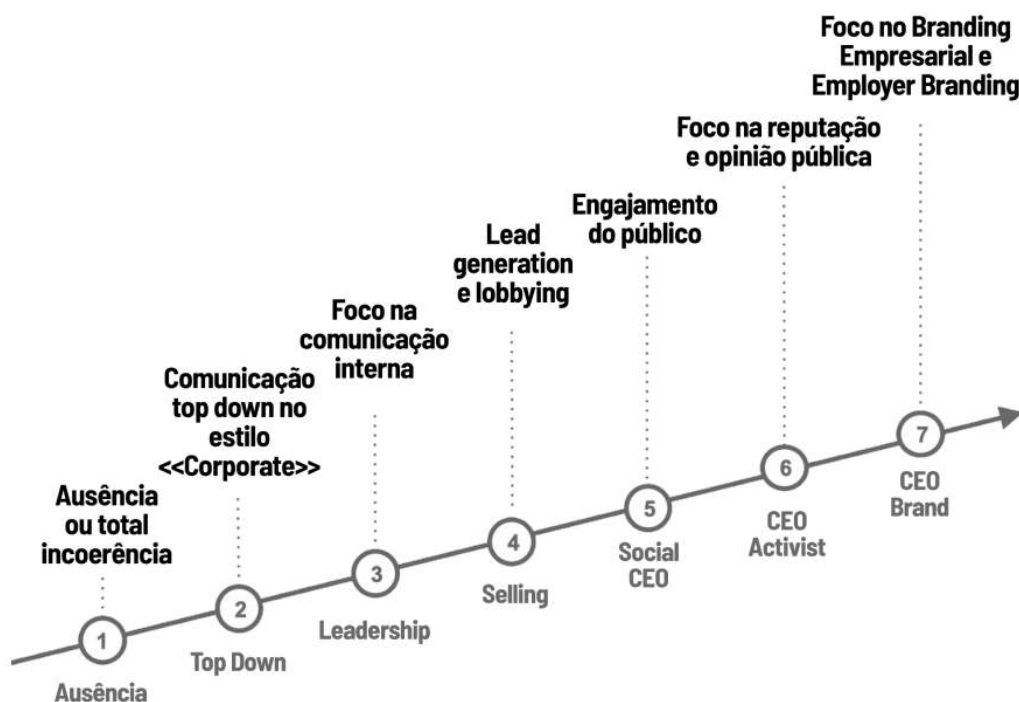 Foco no Branding
Empresarial e
Employer Branding
Foco na reputação
e opinião pública
Engajamento
do público
Lead
generation
e lobbying
Foco na
comunicação
interna
Comunicação
top down no
estilo
<<Corporate>>
Ausência
ou total
incoerência
1
Ausência
2
Top Down
3
Leadership
4
Selling
5
Social
CEO
6
CEO
Activist
7
CEO
Brand